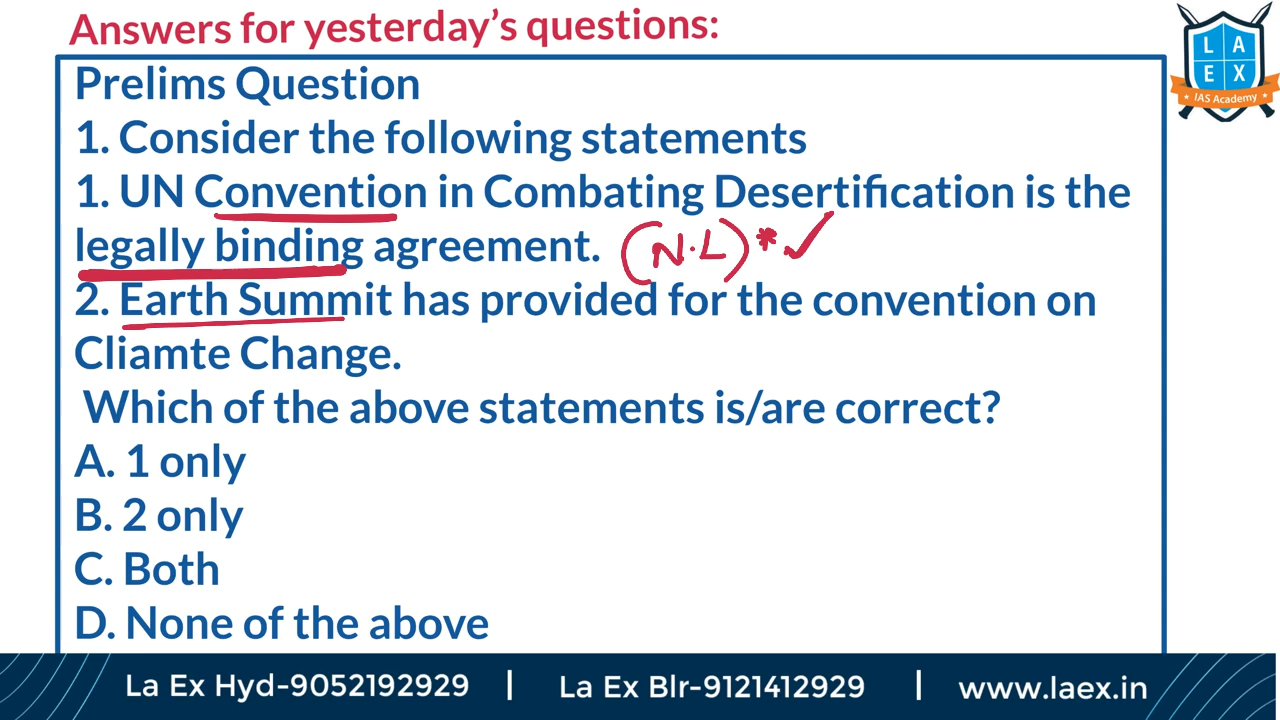 Answers for yesterday's questions:
L A
E X
IAS Academy
Prelims Question
1. Consider the following statements
1. UN Convention in Combating Desertification is the
legally binding agreement. (N.L)*✓
2. Earth Summit has provided for the convention on
Cliamte Change.
Which of the above statements is/are correct?
A. 1 only
B. 2 only
C. Both
D. None of the above
La Ex Hyd-9052192929 | La Ex Blr-9121412929 | www.laex.in